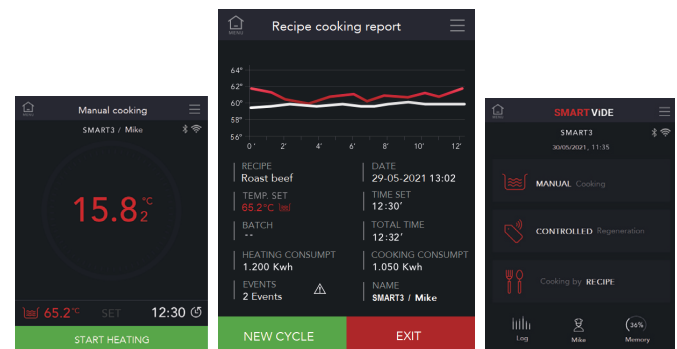 Manual cooking
MENU
SMART3 / Mike
15.8 2 °C
65.2°C SET 12:30
START HEATING
Recipe cooking report
MENU
64°
62°
60°
58°
56°
0' 2' 4' 6' 8' 10' 12'
RECIPE
Roast beef
DATE
29-05-2021 13:02
TEMP. SET
65.2°C
TIME SET
12:30'
BATCH
--
TOTAL TIME
12:32'
HEATING CONSUMPT
1.200 Kwh
COOKING CONSUMPT
1.050 Kwh
EVENTS
2 Events
NAME
SMART3 / Mike
NEW CYCLE EXIT
SMARTVIDE
MENU
SMART3
30/05/2021, 11:35
MANUAL Cooking
CONTROLLED Regeneration
Cooking by RECIPE
36%
Log Mike Memory